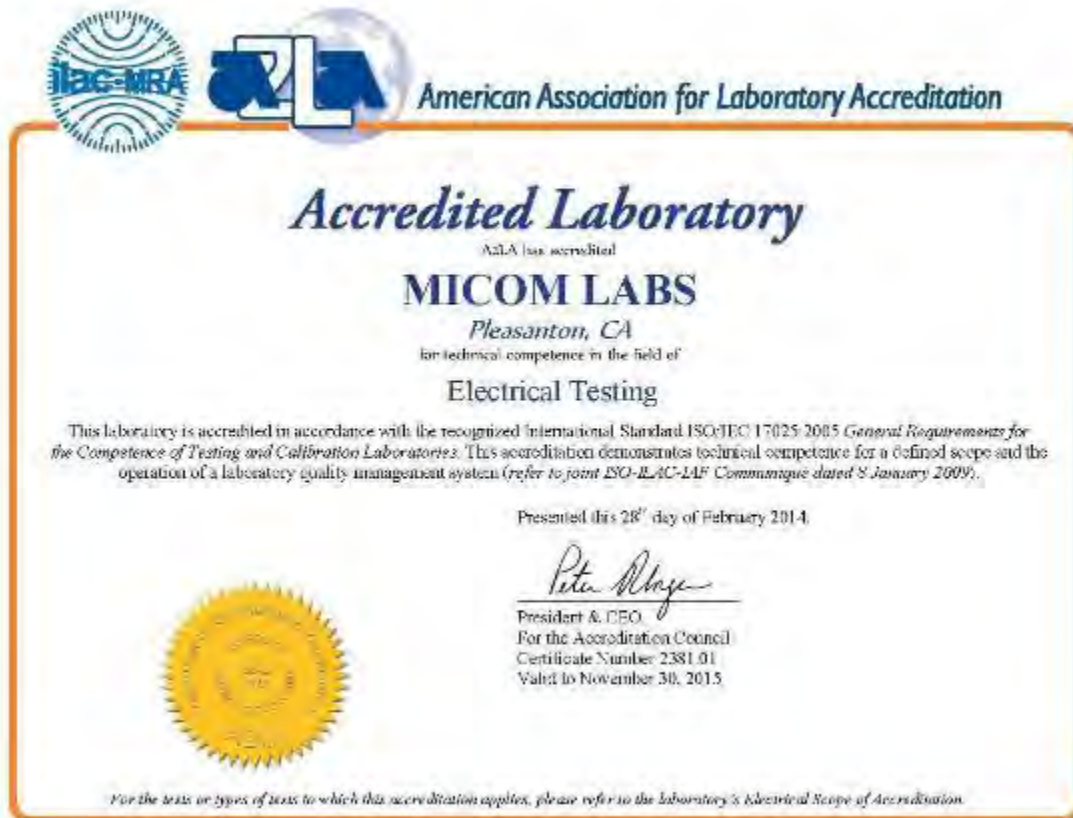 ilac-MRA
A2LA
American Association for Laboratory Accreditation
Accredited Laboratory
A2LA has accredited
MICOM LABS
Pleasanton, CA
for technical competence in the field of
Electrical Testing
This laboratory is accredited in accordance with the recognized International Standard ISO/IEC 17025:2005 General Requirements for
the Competence of Testing and Calibration Laboratories. This accreditation demonstrates technical competence for a defined scope and the
operation of a laboratory quality management system (refer to joint ISO-ILAC-IAF Communique dated 8 January 2009).
Presented this 28th day of February 2014.
President & CEO
For the Accreditation Council
Certificate Number 2381.01
Valid to November 30, 2015
For the tests or types of tests to which this accreditation applies, please refer to the laboratory's Electrical Scope of Accreditation.